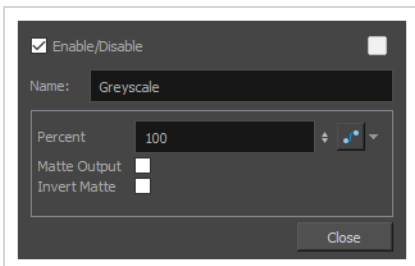 Enable/Disable
Name: Greyscale
Percent 100
Matte Output
Invert Matte
Close